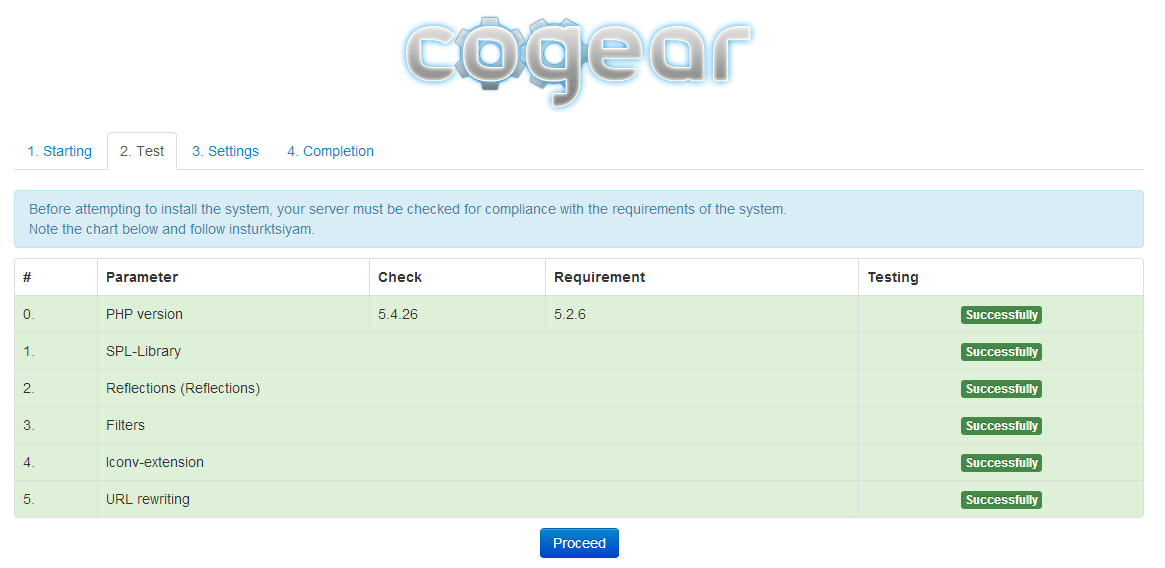 cogear
1. Starting 2. Test 3. Settings 4. Completion
Before attempting to install the system, your server must be checked for compliance with the requirements of the system.
Note the chart below and follow insturktsiyam.
# Parameter Check Requirement Testing
0. PHP version 5.4.26 5.2.6 Successfully
1. SPL-Library Successfully
2. Reflections (Reflections) Successfully
3. Filters Successfully
4. Iconv-extension Successfully
5. URL rewriting Successfully
Proceed